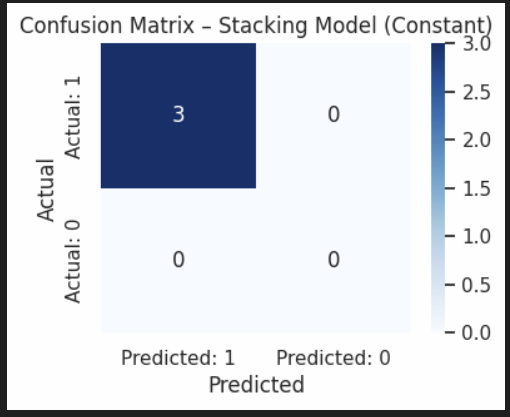 Confusion Matrix – Stacking Model (Constant)
Actual
Actual: 1
Actual: 0
3
0
0
0
Predicted: 1
Predicted: 0
Predicted
3.0
2.5
2.0
1.5
1.0
0.5
0.0